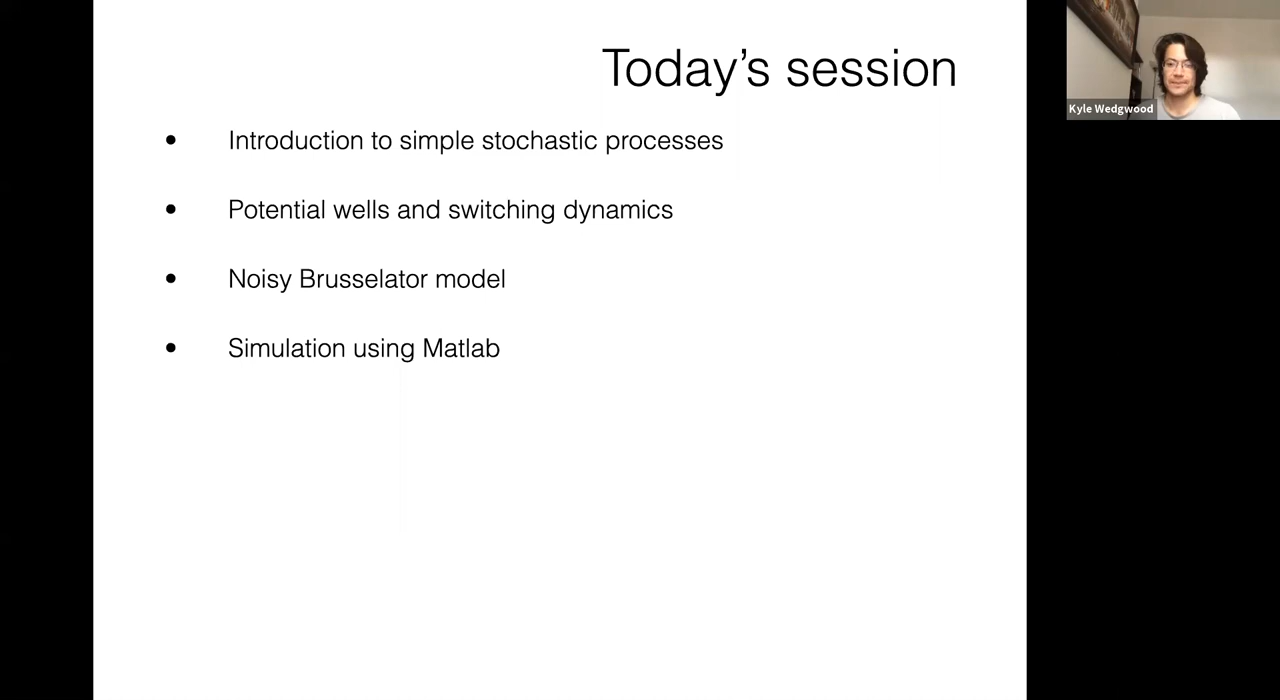 Today's session
Kyle Wedgwood
• Introduction to simple stochastic processes
• Potential wells and switching dynamics
• Noisy Brusselator model
• Simulation using Matlab